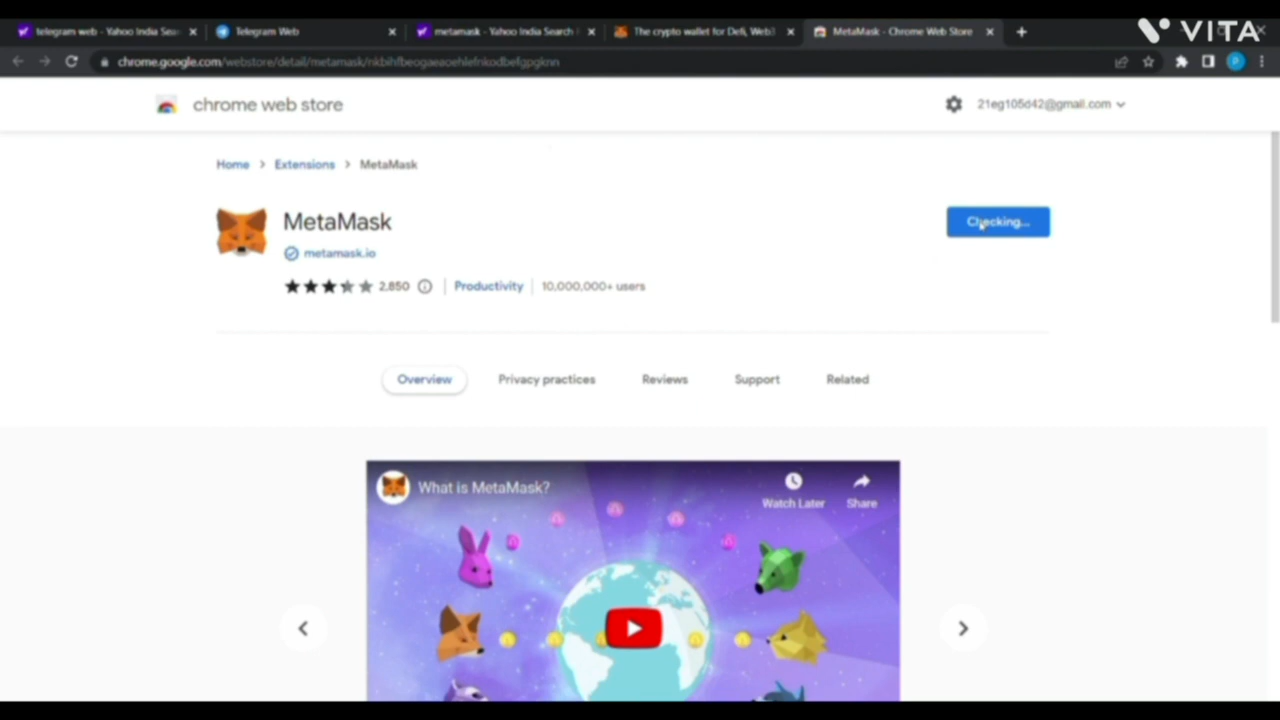 telegram web - Yahoo India Sea
Telegram Web
metamask - Yahoo India Search
The crypto wallet for Defi, Web3
MetaMask - Chrome Web Store
VITA
chrome.google.com/webstore/detail/metamask/nkbihfbeogaeaoehlefnkodbefgpgknn
P
chrome web store
21eg105d42@gmail.com
Home > Extensions > MetaMask
MetaMask
Checking...
metamask.io
2,850
Productivity
10,000,000+ users
Overview
Privacy practices
Reviews
Support
Related
What is MetaMask?
Watch Later
Share